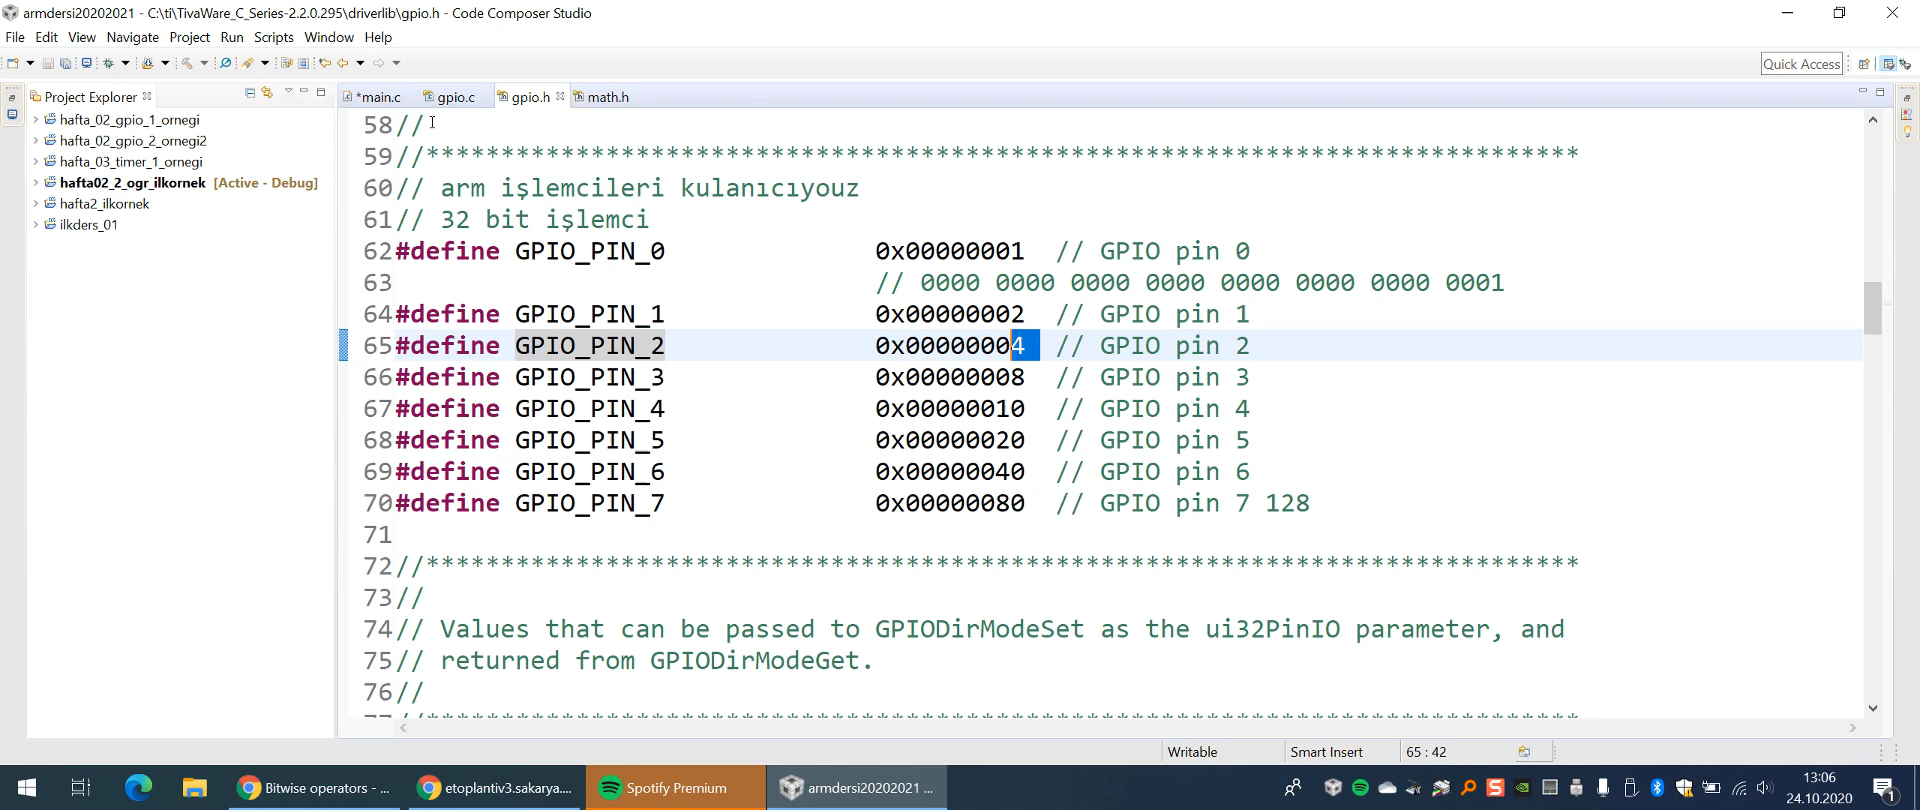 armdersi20202021 - C:\ti\TivaWare_C_Series-2.2.0.295\driverlib\gpio.h - Code Composer Studio
File Edit View Navigate Project Run Scripts Window Help
Quick Access
Project Explorer
*main.c gpio.c gpio.h math.h
hafta_02_gpio_1_ornegi
hafta_02_gpio_2_ornegi2
hafta_03_timer_1_ornegi
hafta02_2_ogr_ilkornek [Active - Debug]
hafta2_ilkornek
ilkders_01
58 //
59 //*****************************************************************************
60 // arm işlemcileri kulanıcıyouz
61 // 32 bit işlemci
62 #define GPIO_PIN_0 0x00000001 // GPIO pin 0
63 // 0000 0000 0000 0000 0000 0000 0000 0001
64 #define GPIO_PIN_1 0x00000002 // GPIO pin 1
65 #define GPIO_PIN_2 0x00000004 // GPIO pin 2
66 #define GPIO_PIN_3 0x00000008 // GPIO pin 3
67 #define GPIO_PIN_4 0x00000010 // GPIO pin 4
68 #define GPIO_PIN_5 0x00000020 // GPIO pin 5
69 #define GPIO_PIN_6 0x00000040 // GPIO pin 6
70 #define GPIO_PIN_7 0x00000080 // GPIO pin 7 128
71
72 //*****************************************************************************
73 //
74 // Values that can be passed to GPIODirModeSet as the ui32PinIO parameter, and
75 // returned from GPIODirModeGet.
76 //
77 //*****************************************************************************
Writable Smart Insert 65 : 42
Bitwise operators - ... etoplantiv3.sakarya.... Spotify Premium armdersi20202021 ...
13:06
24.10.2020
1